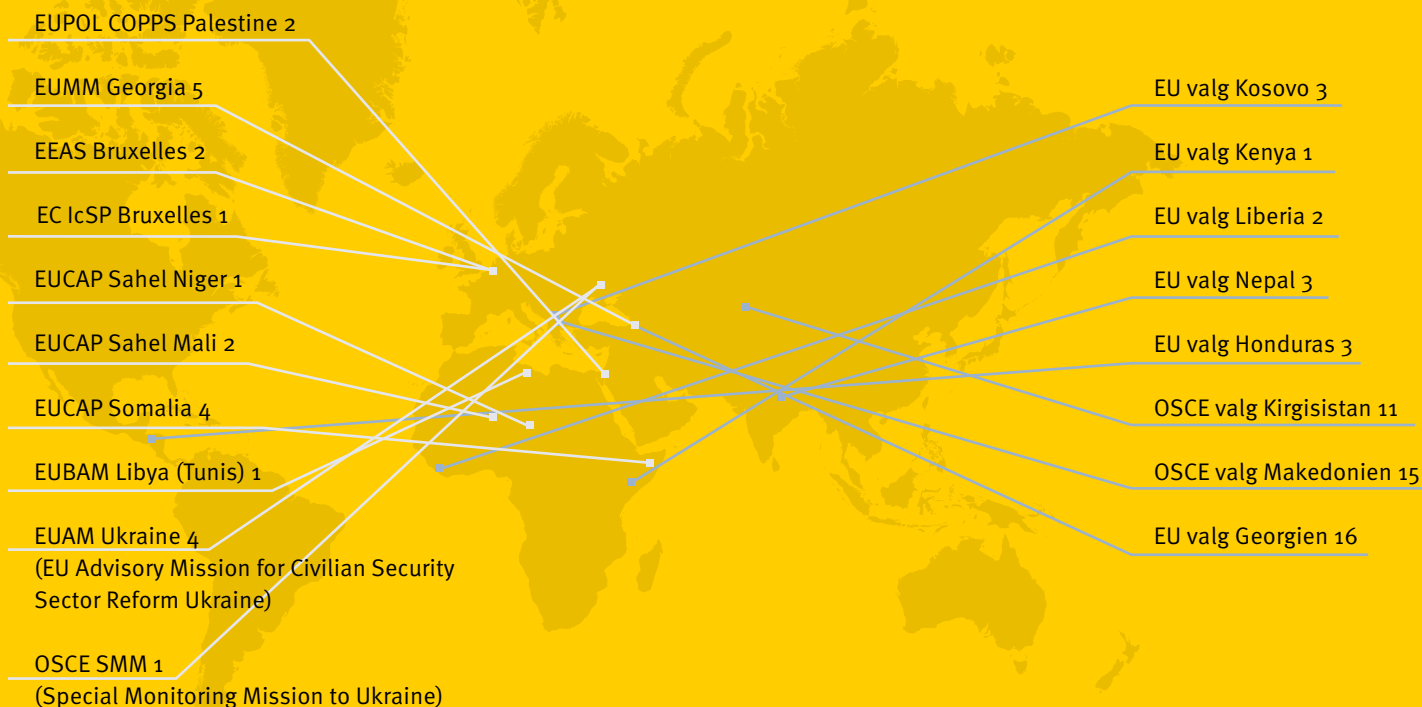 EUPOL COPPS Palestine 2
EUMM Georgia 5
EEAS Bruxelles 2
EC IcSP Bruxelles 1
EUCAP Sahel Niger 1
EUCAP Sahel Mali 2
EUCAP Somalia 4
EUBAM Libya (Tunis) 1
EUAM Ukraine 4
(EU Advisory Mission for Civilian Security
Sector Reform Ukraine)
OSCE SMM 1
(Special Monitoring Mission to Ukraine)
EU valg Kosovo 3
EU valg Kenya 1
EU valg Liberia 2
EU valg Nepal 3
EU valg Honduras 3
OSCE valg Kirgisistan 11
OSCE valg Makedonien 15
EU valg Georgien 16